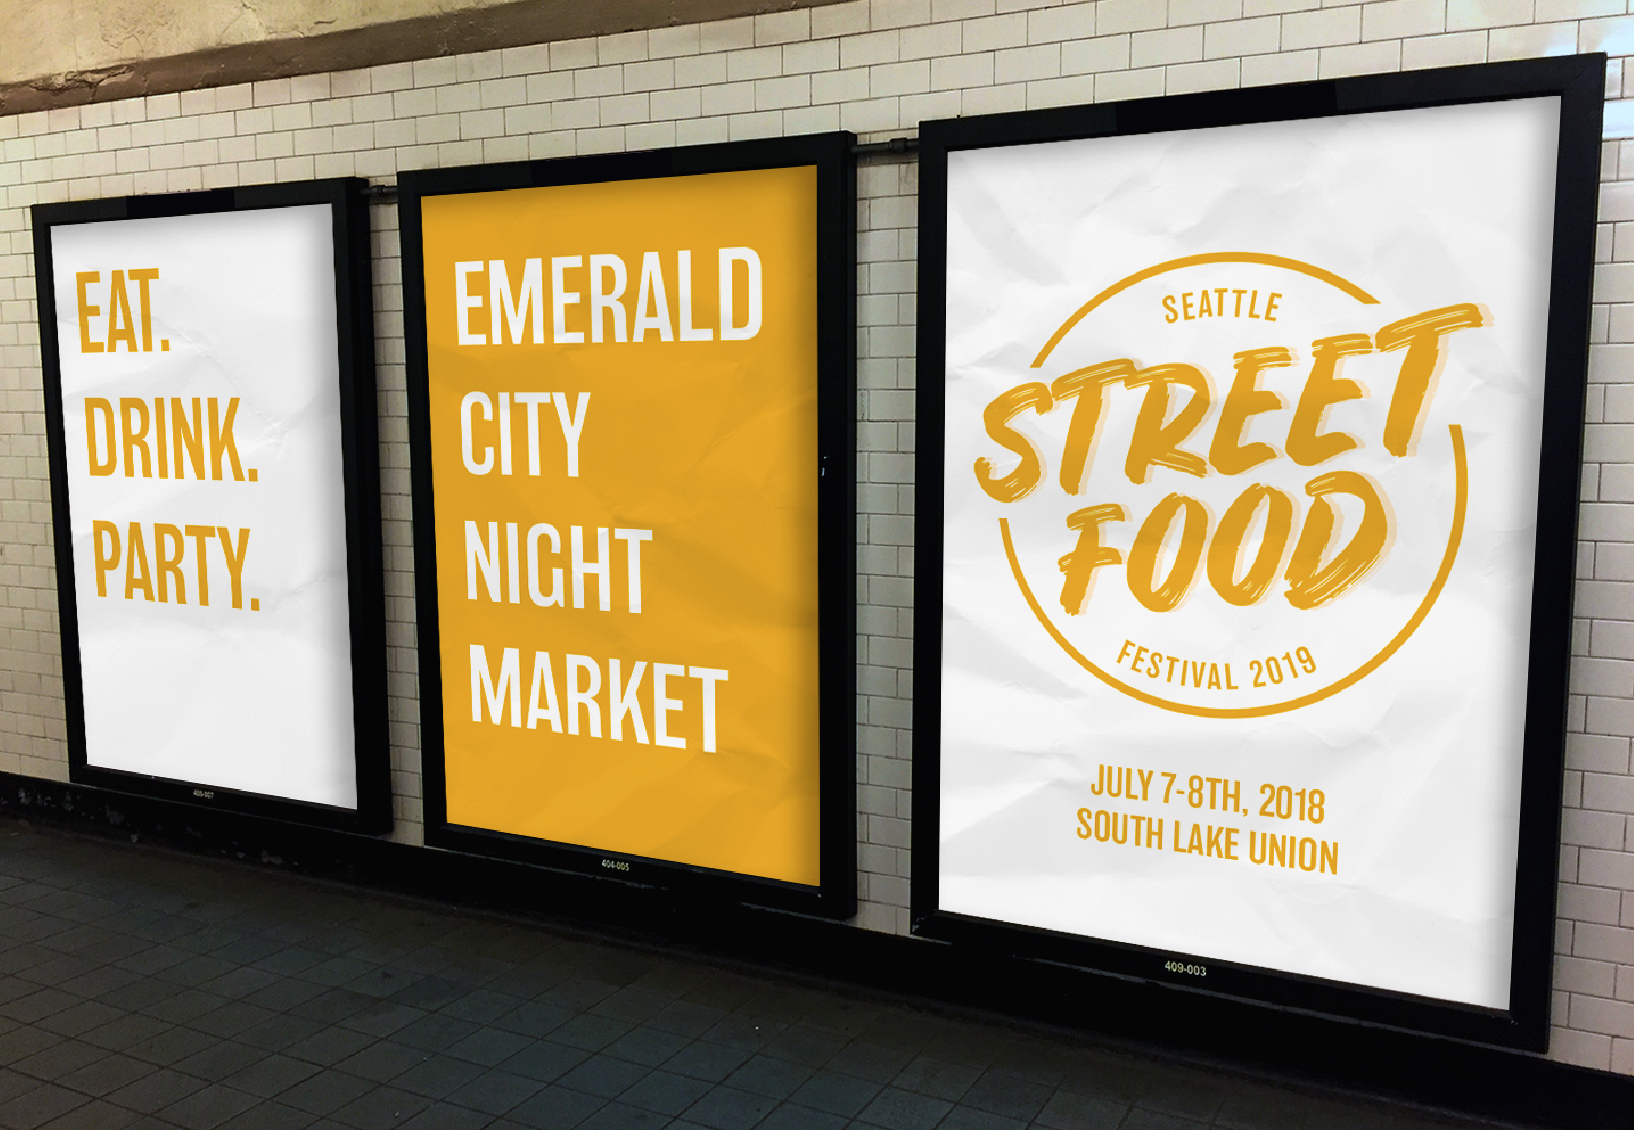 EAT.
DRINK.
PARTY.
EMERALD
CITY
NIGHT
MARKET
SEATTLE
STREET
FOOD
FESTIVAL 2019
JULY 7-8TH, 2018
SOUTH LAKE UNION
404-005
409-003